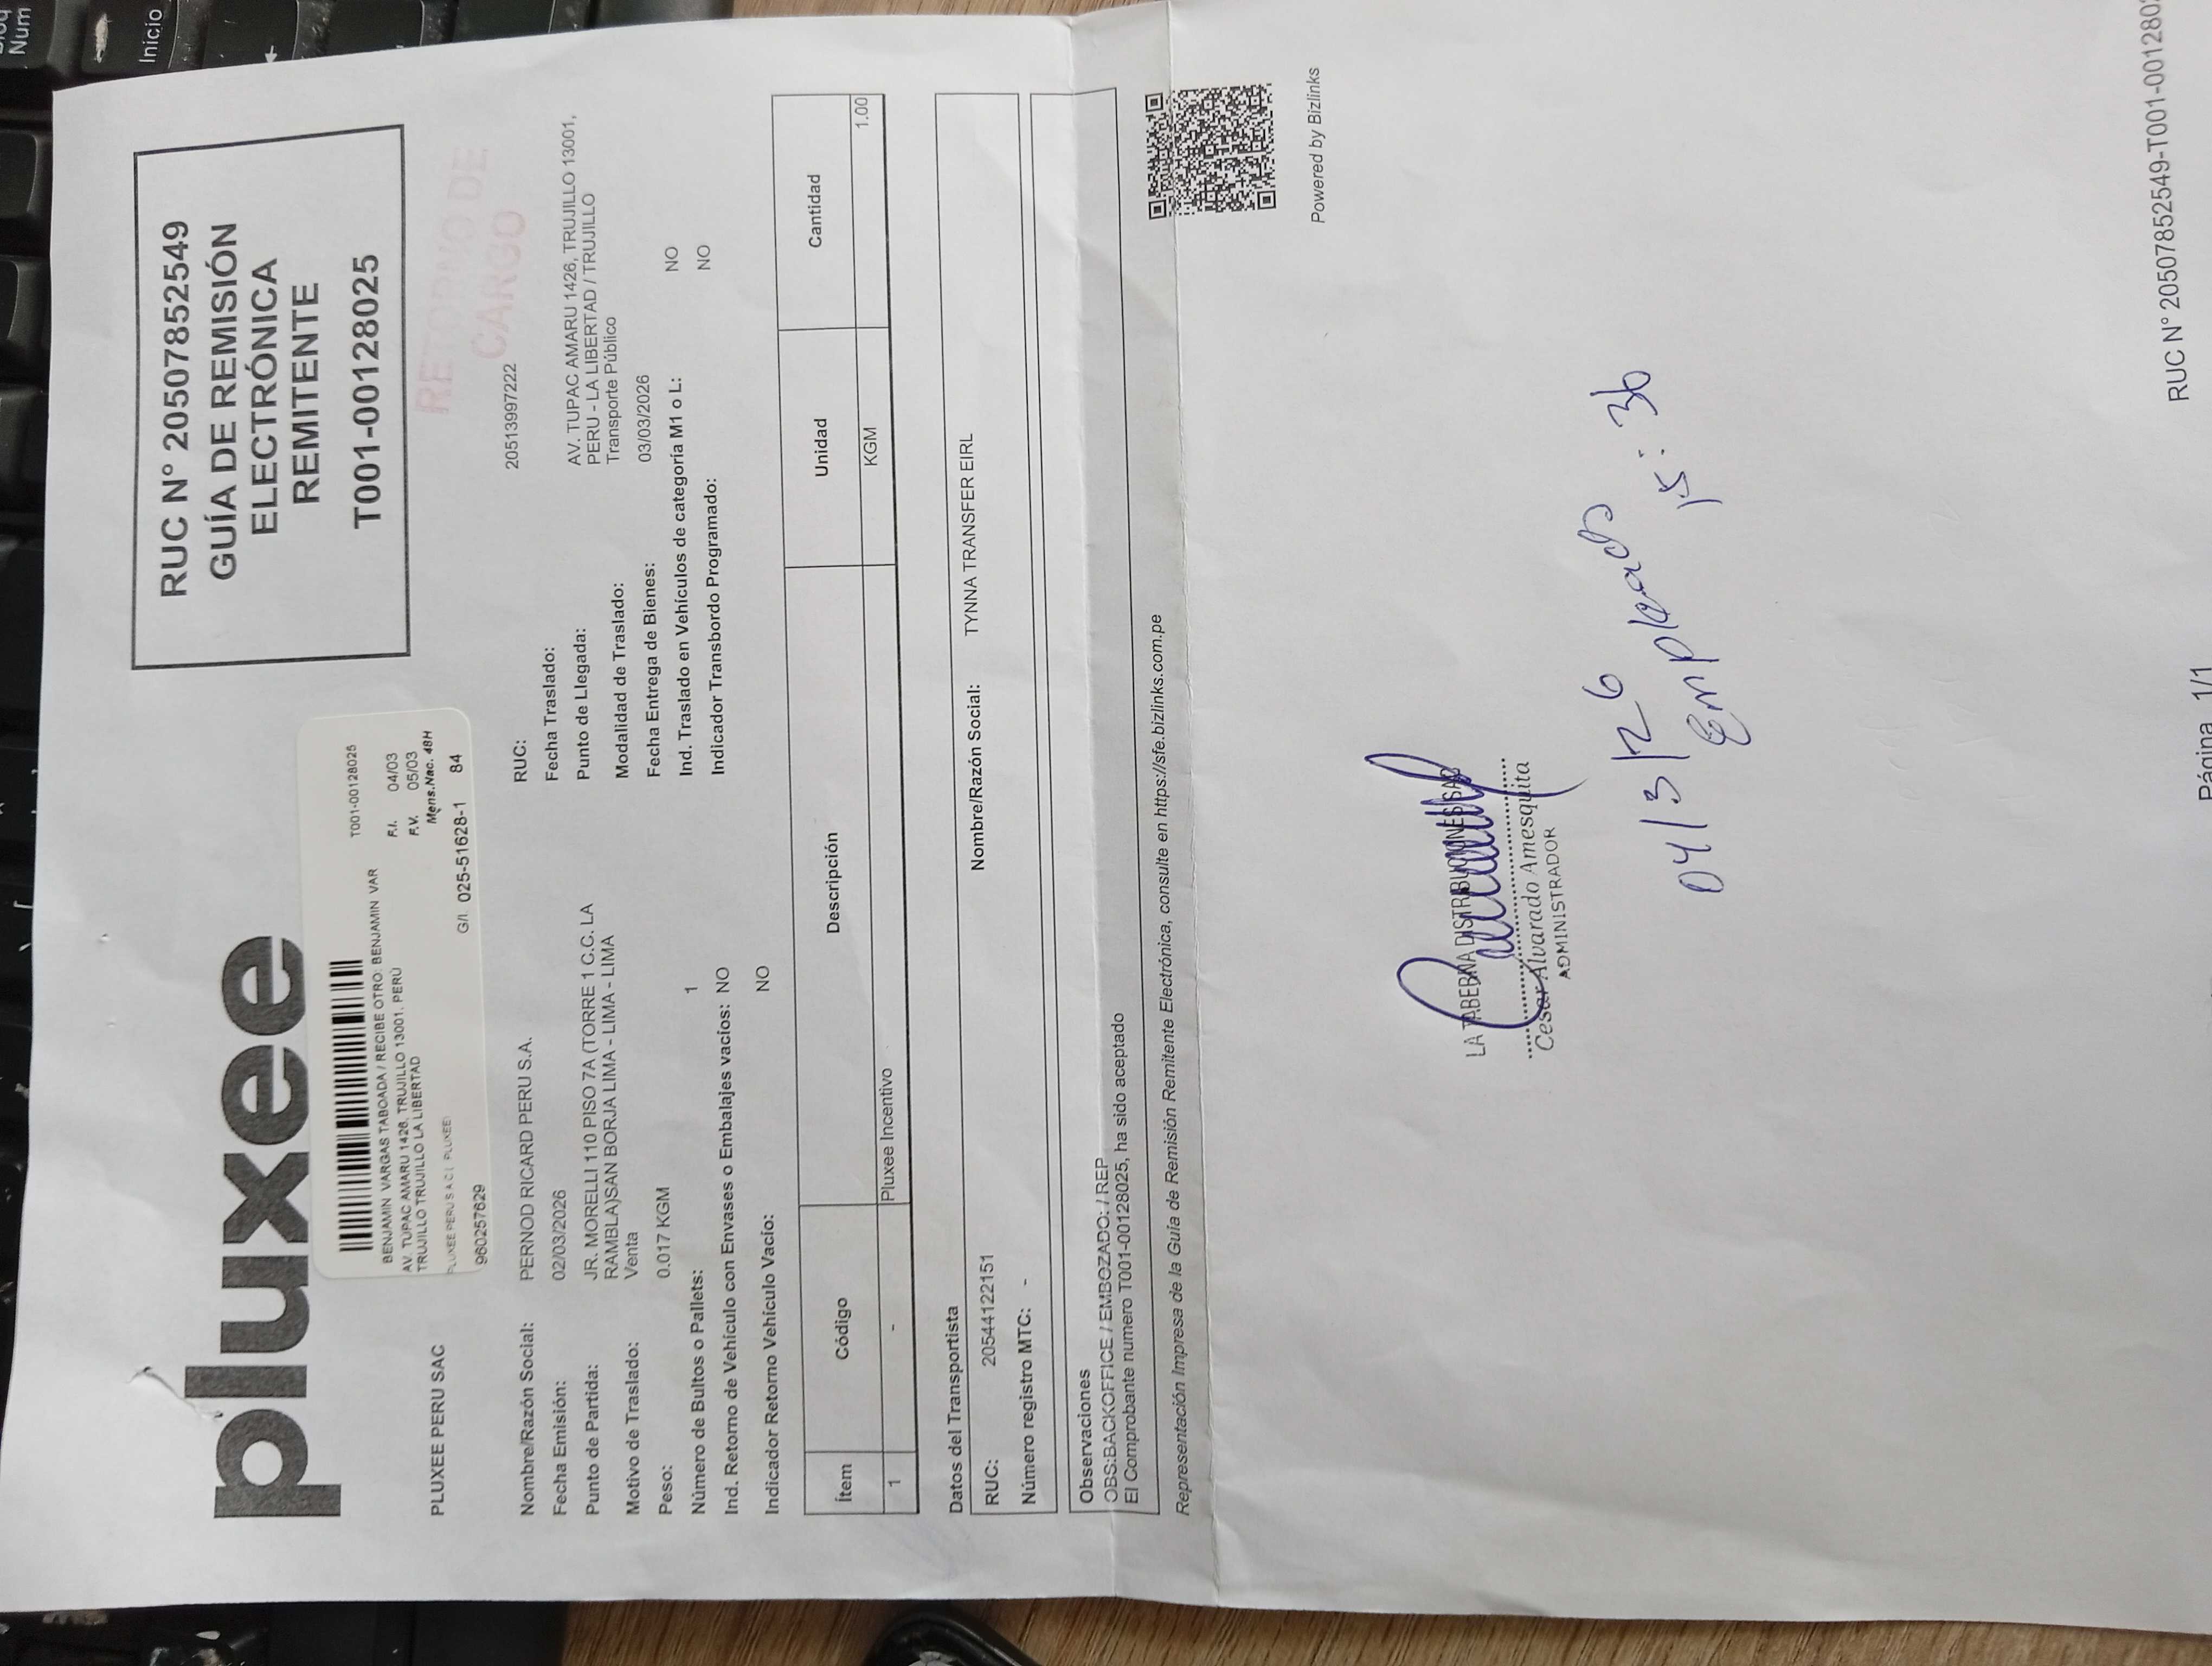 pluxee
RUC N° 20507852549
GUÍA DE REMISIÓN
ELECTRÓNICA
REMITENTE
T001-00128025
T001-00128025
BENJAMIN VARGAS TABOADA / RECIBE OTRO: BENJAMIN VAR
AV. TUPAC AMARU 1426, TRUJILLO 13001, PERÚ
TRUJILLO TRUJILLO LA LIBERTAD
F.I. 04/03
F.V. 05/03
Mens.Nac. 48H
PLUXEE PERU S.A.C ( PLUXEE)
G/I. 025-51628-1 84
960257629
RETORNO DE
CARGO
PLUXEE PERU SAC
Nombre/Razón Social: PERNOD RICARD PERU S.A. RUC: 20513997222
Fecha Emisión: 02/03/2026 Fecha Traslado:
Punto de Partida: JR. MORELLI 110 PISO 7A (TORRE 1 C.C. LA
RAMBLA)SAN BORJA LIMA - LIMA - LIMA
Punto de Llegada: AV. TUPAC AMARU 1426, TRUJILLO 13001,
PERU - LA LIBERTAD / TRUJILLO / TRUJILLO
Motivo de Traslado: Venta Modalidad de Traslado: Transporte Público
Peso: 0.017 KGM Fecha Entrega de Bienes: 03/03/2026
Número de Bultos o Pallets: 1 Ind. Traslado en Vehículos de categoría M1 o L: NO
Ind. Retorno de Vehículo con Envases o Embalajes vacíos: NO Indicador Transbordo Programado: NO
Indicador Retorno Vehículo Vacío: NO
Ítem Código Descripción Unidad Cantidad
1 - Pluxee Incentivo KGM 1.00
Datos del Transportista
RUC: 20544122151 Nombre/Razón Social: TYNNA TRANSFER EIRL
Número registro MTC: -
Observaciones
OBS:BACKOFFICE / EMBOZADO: / REP
El Comprobante numero T001-00128025, ha sido aceptado
Representación Impresa de la Guía de Remisión Remitente Electrónica, consulte en https://sfe.bizlinks.com.pe
Powered by Bizlinks
LA TABERNA DISTRIBUCIONES SAC
Cesar Alvarado Amesquita
ADMINISTRADOR
04/3/26
Empleado
15:36
Página 1/1
RUC N° 20507852549-T001-0012802
Num
Inicio